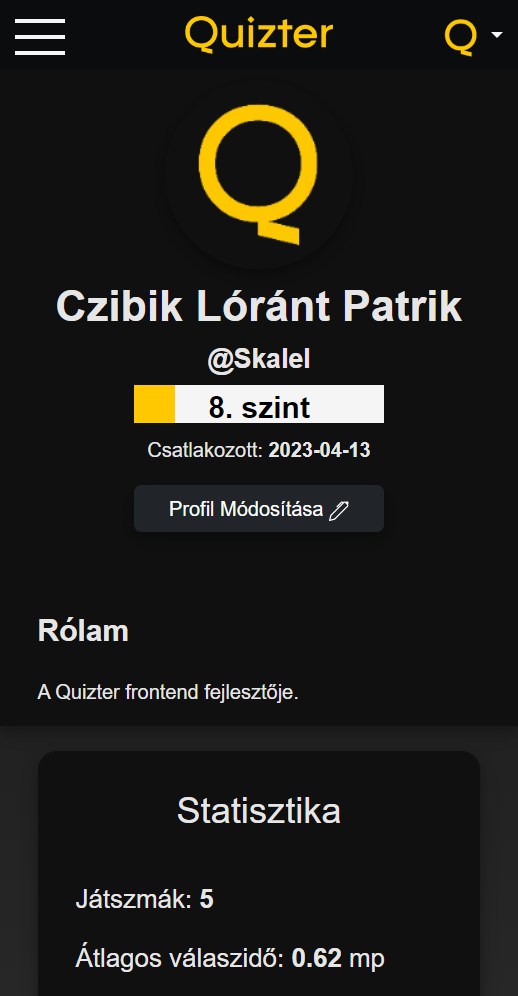 Quizter
Czibik Lóránt Patrik
@Skalel
8. szint
Csatlakozott: 2023-04-13
Profil Módosítása
Rólam
A Quizter frontend fejlesztője.
Statisztika
Játszmák: 5
Átlagos válaszidő: 0.62 mp